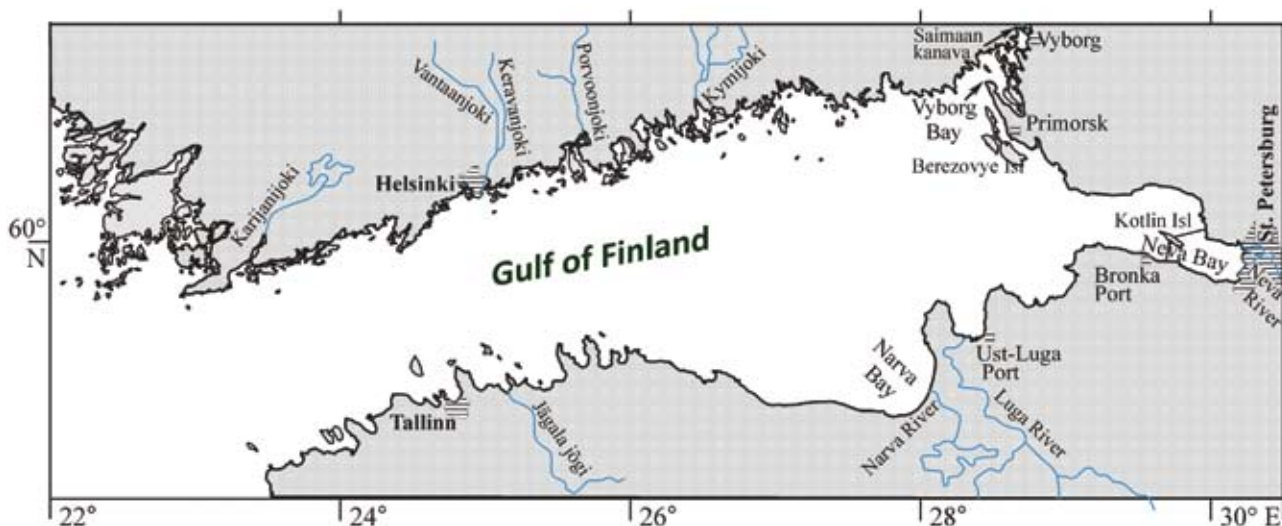 Saimaan
kanava
Vyborg
Vantaanjoki
Keravanjoki
Porvoonjoki
Kymijoki
Vyborg
Bay
Primorsk
Berezovye Isl
Helsinki
Karijanijoki
St. Petersburg
60°
N
Gulf of Finland
Kotlin Isl
Neva Bay
Bronka
Port
Neva
River
Narva
Bay
Ust-Luga
Port
Tallinn
Jägala jõgi
Narva River
Luga River
22°
24°
26°
28°
30° E